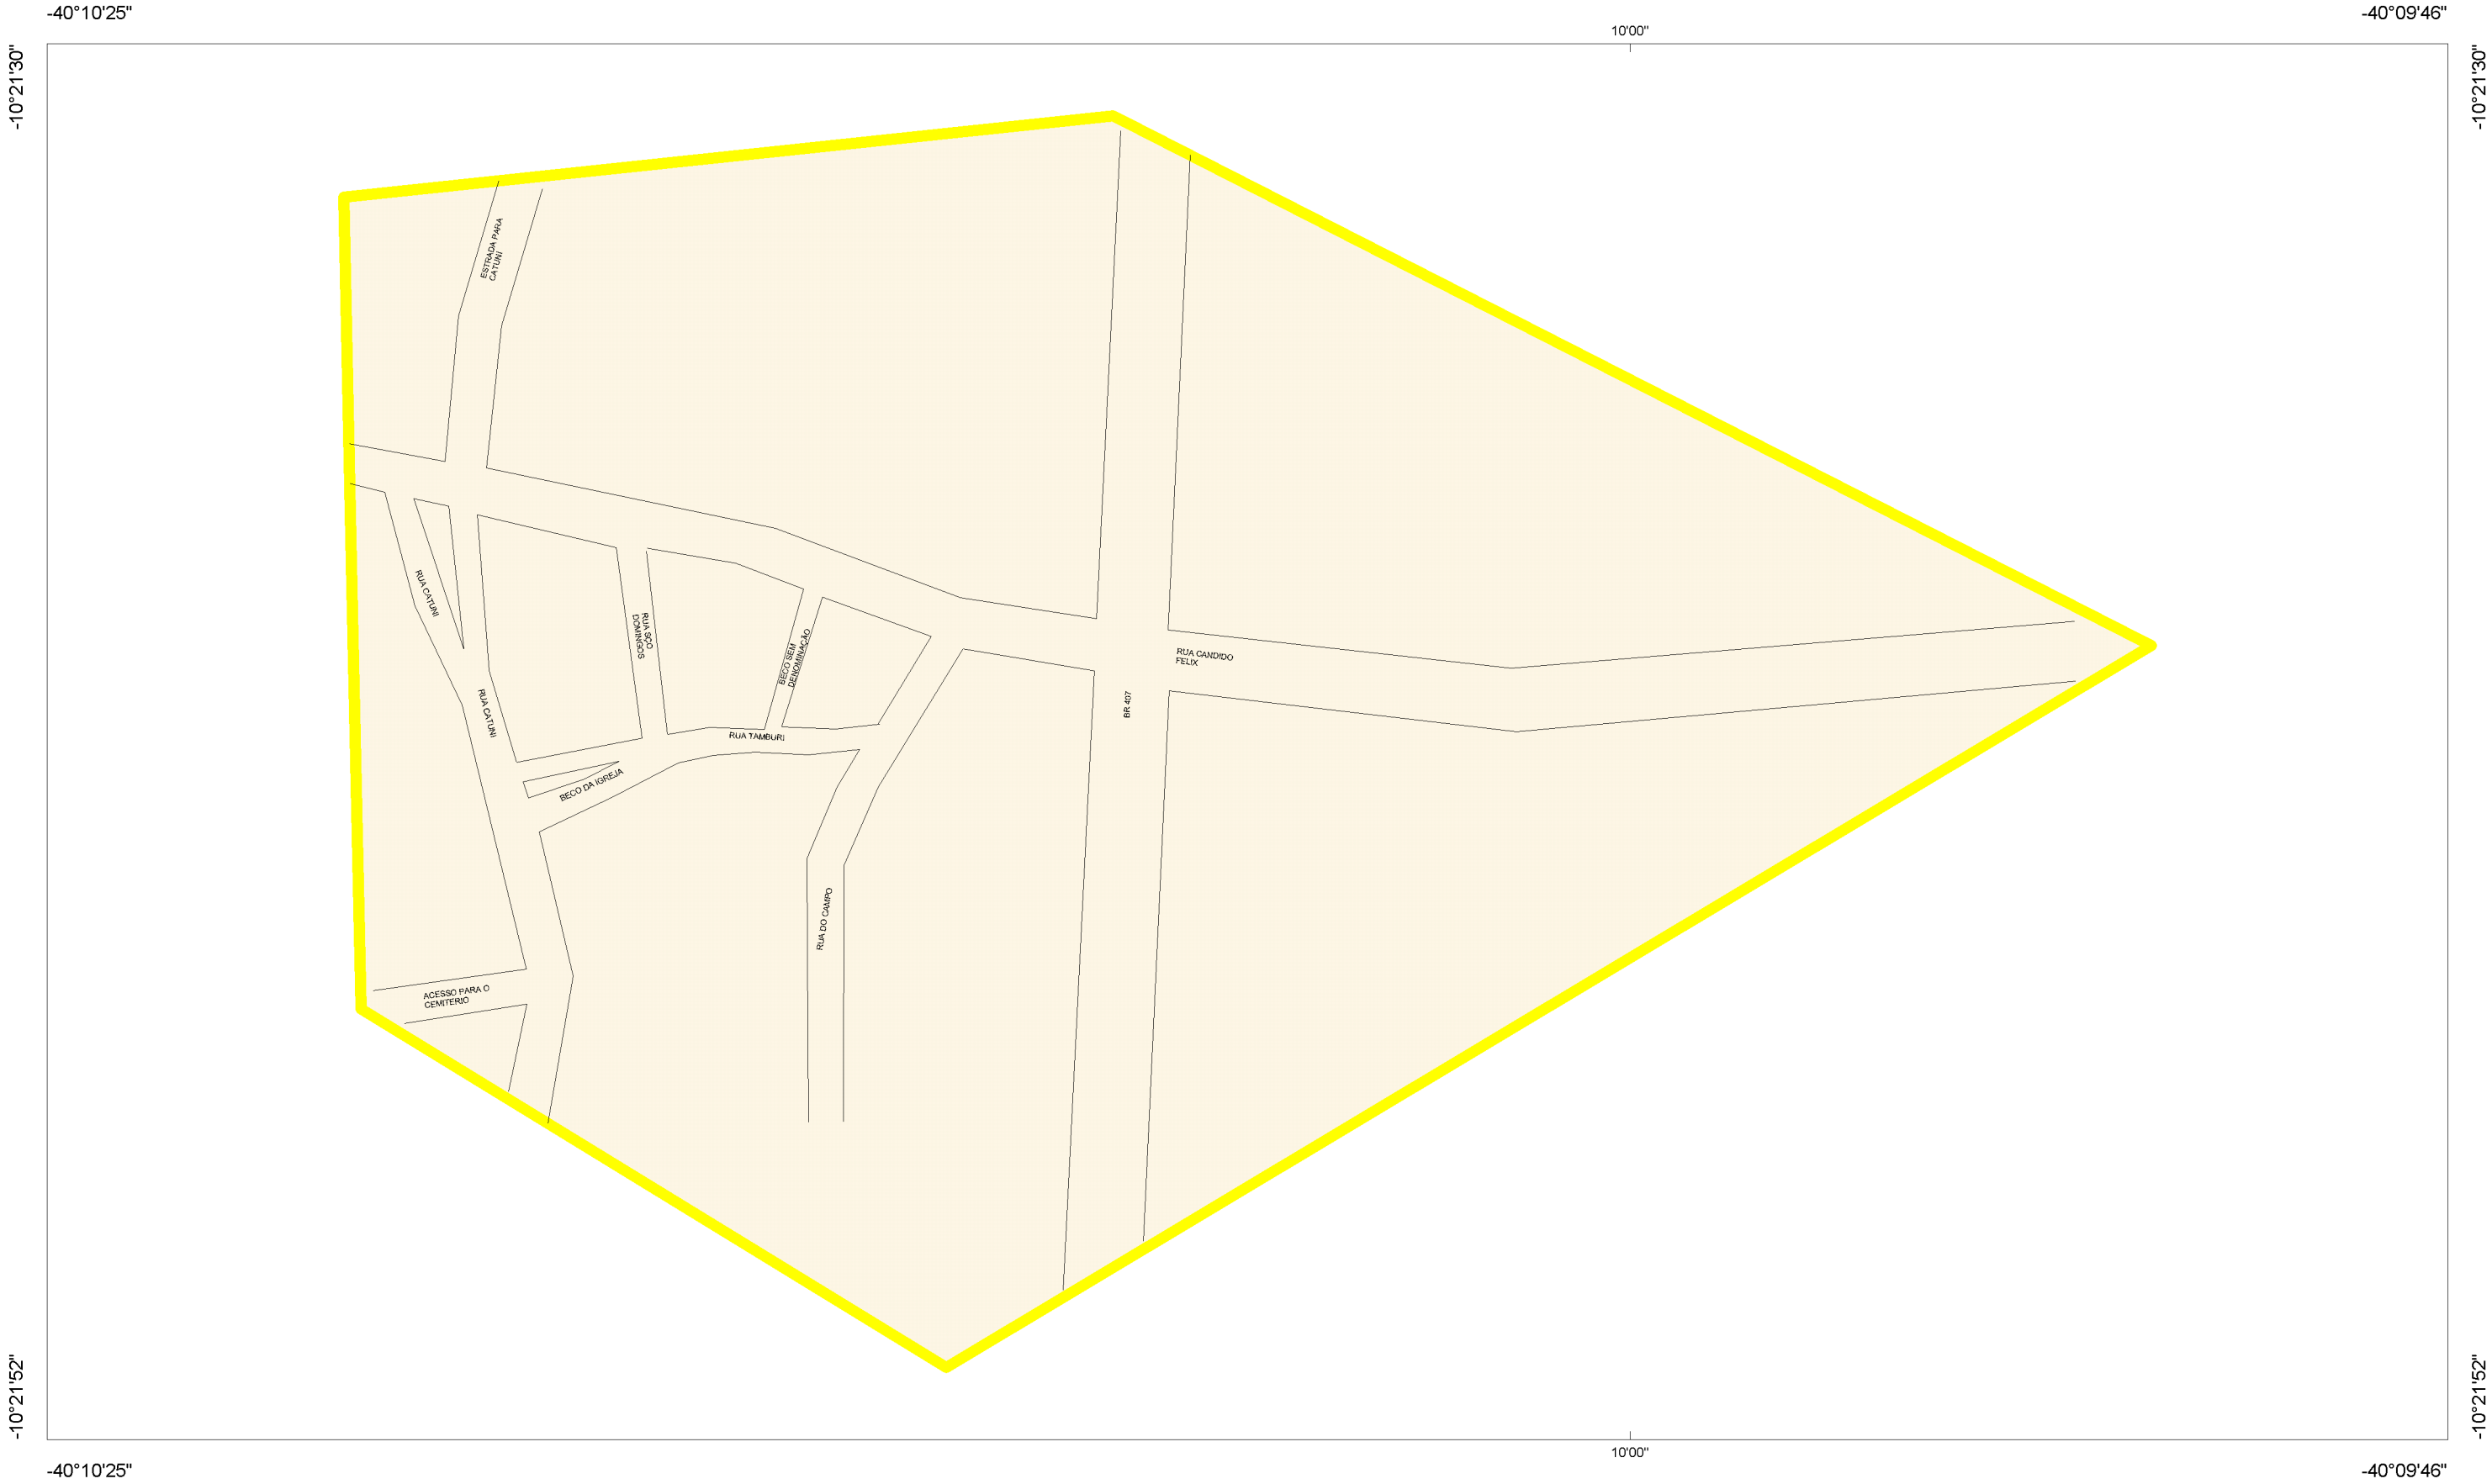 -40°10'25"
-40°09'46"
10'00"
-10°21'30"
-10°21'30"
ESTRADA PARA
CATUNI
RUA CATUNI
RUA SÇO
DOMINGOS
BECO SEM
DENOMINAÇÃO
RUA CANDIDO
FELIX
BR 407
RUA CATUNI
RUA TAMBURI
BECO DA IGREJA
RUA DO CAMPO
ACESSO PARA O
CEMITERIO
-10°21'52"
-10°21'52"
10'00"
-40°10'25"
-40°09'46"